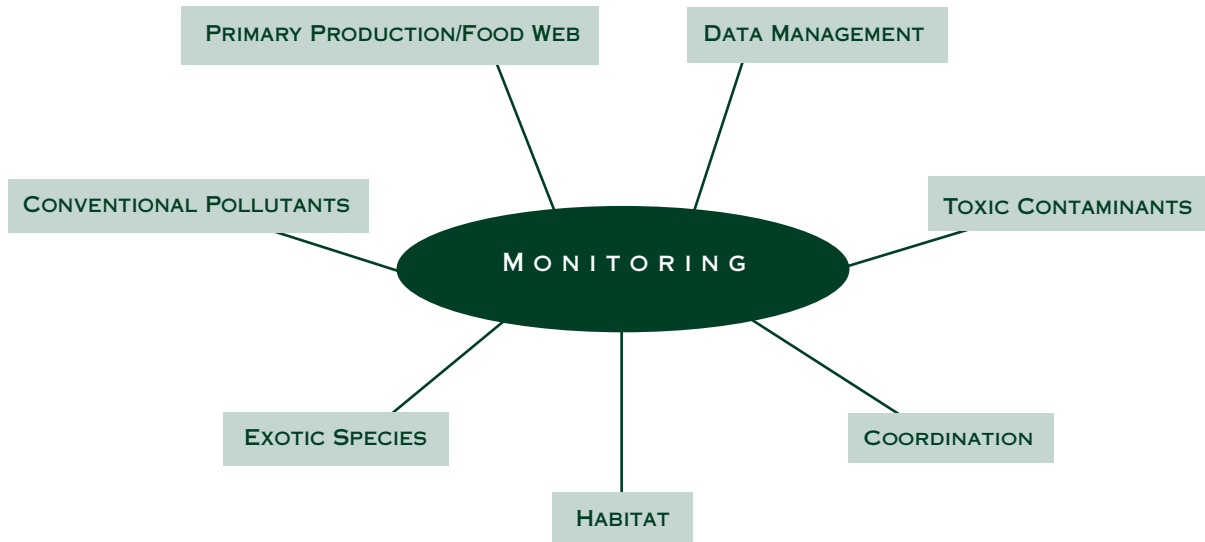 Primary Production/Food Web
Data Management
Conventional Pollutants
Toxic Contaminants
Monitoring
Exotic Species
Coordination
Habitat